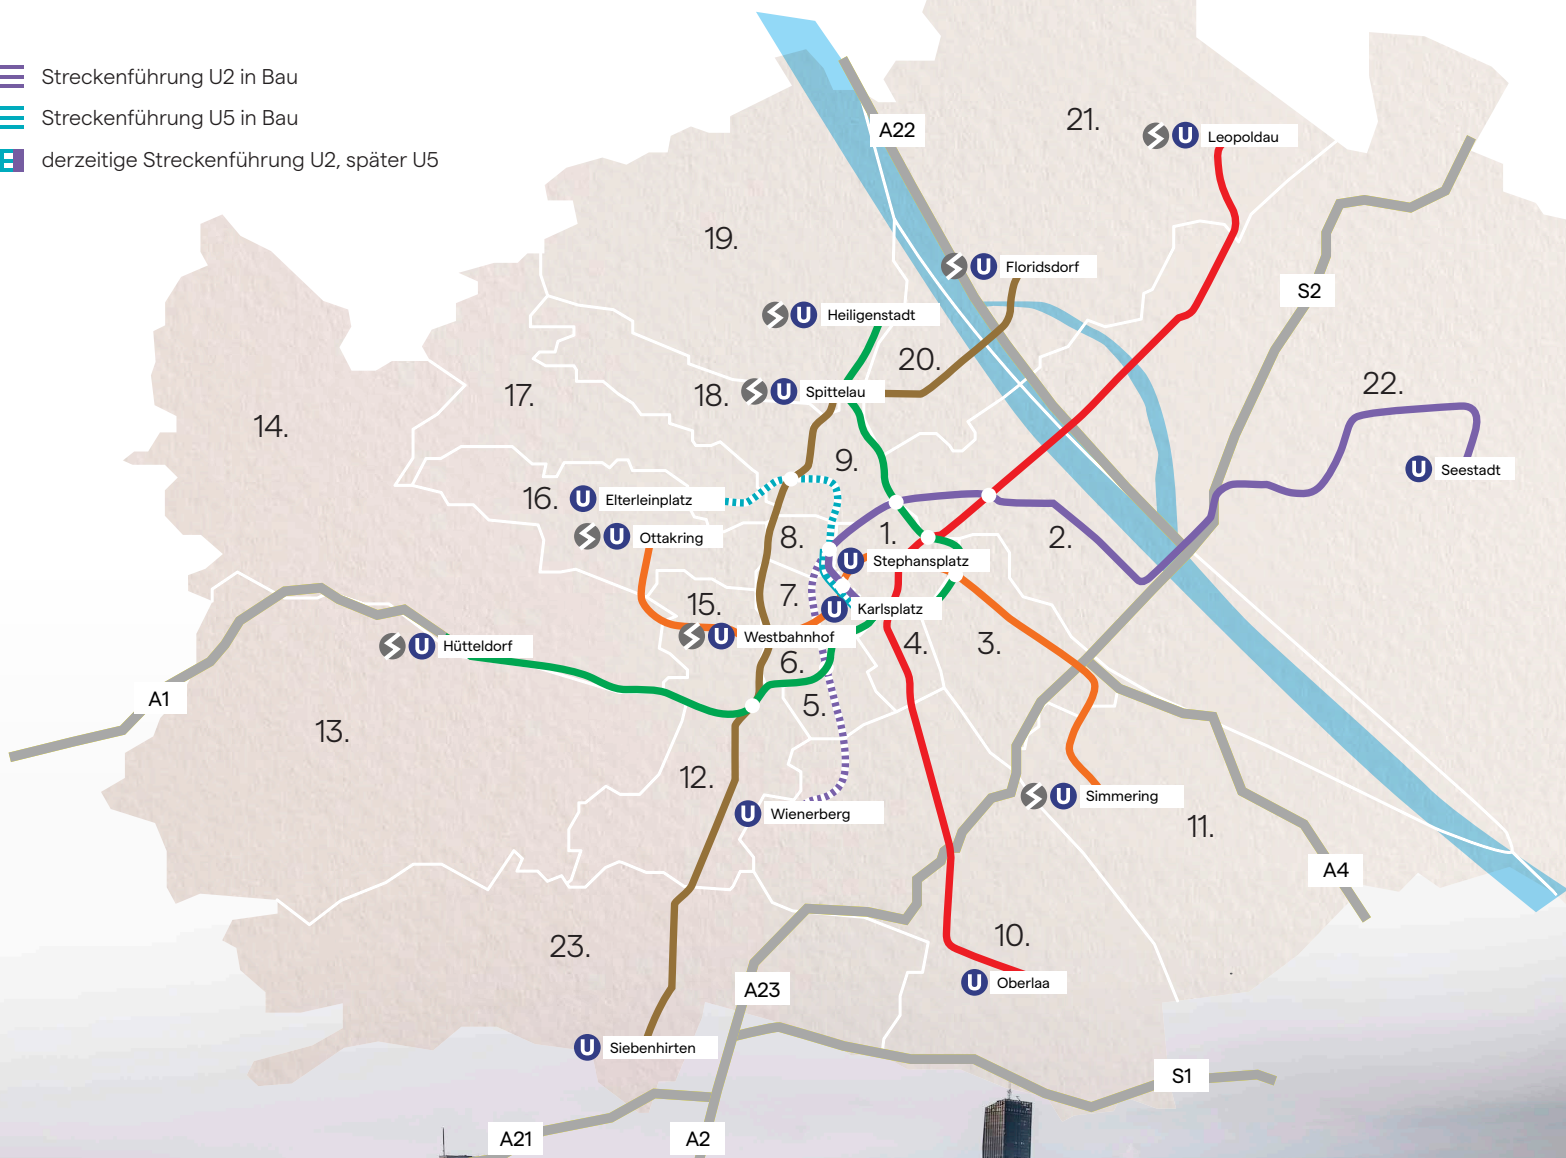 Streckenführung U2 in Bau
Streckenführung U5 in Bau
derzeitige Streckenführung U2, später U5
A22
21.
U Leopoldau
19.
U Floridsdorf
S2
U Heiligenstadt
20.
22.
17.
18.
U Spittelau
14.
9.
U Seestadt
16.
U Elterleinplatz
U Ottakring
8.
1.
2.
U Stephansplatz
7.
15.
U Karlsplatz
U Westbahnhof
4.
3.
U Hütteldorf
6.
A1
5.
13.
12.
U Simmering
U Wienerberg
11.
A4
23.
10.
U Oberlaa
A23
U Siebenhirten
S1
A21
A2